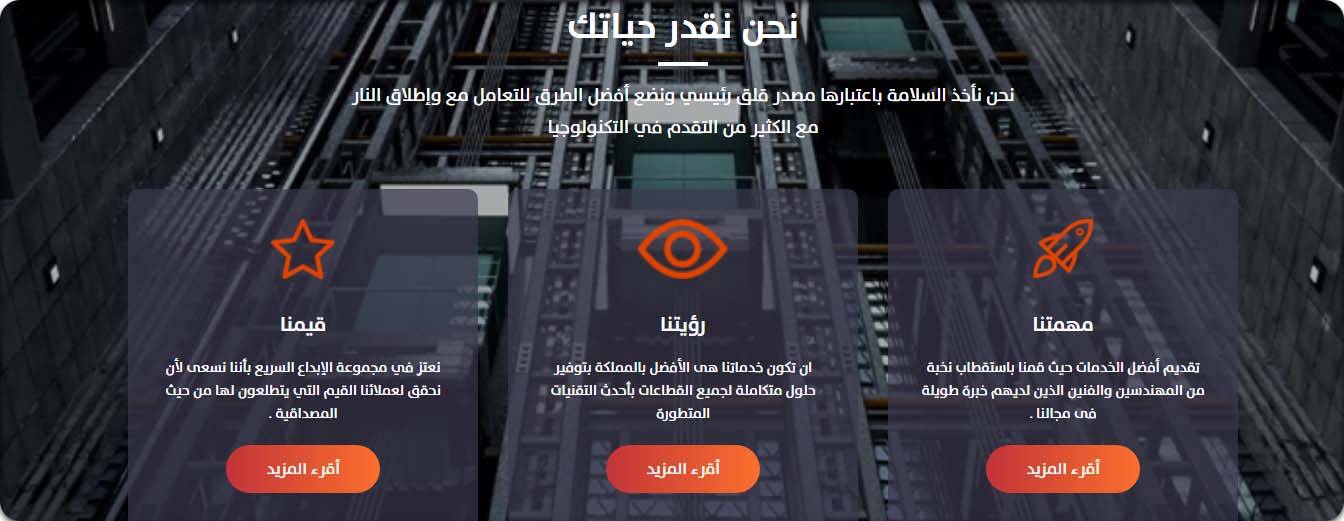 نحن نقدر حياتك
نحن نأخذ السلامة باعتبارها مصدر قلق رئيسي ونضع أفضل الطرق للتعامل مع وإطلاق النار
مع الكثير من التقدم في التكنولوجيا
مهمتنا
تقديم أفضل الخدمات حيث قمنا باستقطاب نخبة
من المهندسين والفنين الذين لديهم خبرة طويلة
فى مجالنا .
أقرء المزيد
رؤيتنا
ان تكون خدماتنا هى الأفضل بالمملكة بتوفير
حلول متكاملة لجميع القطاعات بأحدث التقنيات
المتطورة
أقرء المزيد
قيمنا
نعتز في مجموعة الإبداع السريع بأننا نسعى لأن
نحقق لعملائنا القيم التي يتطلعون لها من حيث
المصداقية .
أقرء المزيد